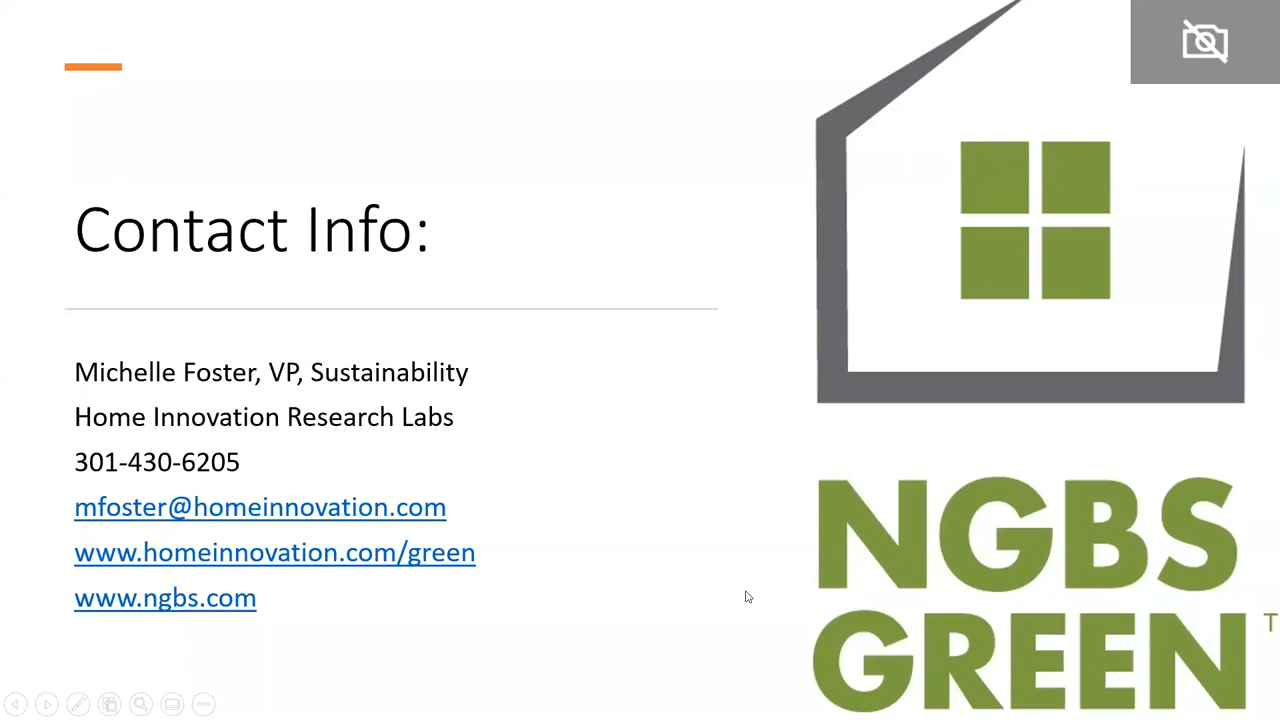 Contact Info:
Michelle Foster, VP, Sustainability
Home Innovation Research Labs
301-430-6205
mfoster@homeinnovation.com
www.homeinnovation.com/green
www.ngbs.com
NGBS
GREEN
T